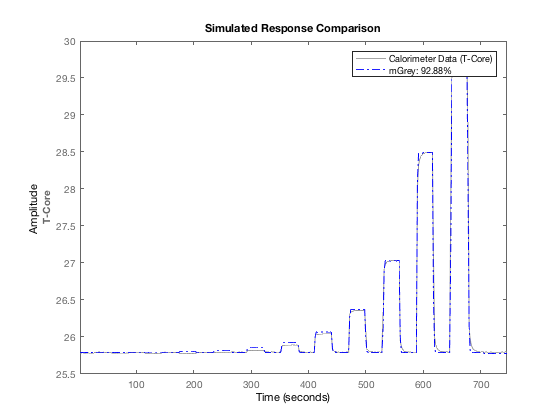 Simulated Response Comparison
Calorimeter Data (T-Core)
mGrey: 92.88%
30
29.5
29
28.5
28
27.5
27
26.5
26
25.5
Amplitude
T-Core
100 200 300 400 500 600 700
Time (seconds)